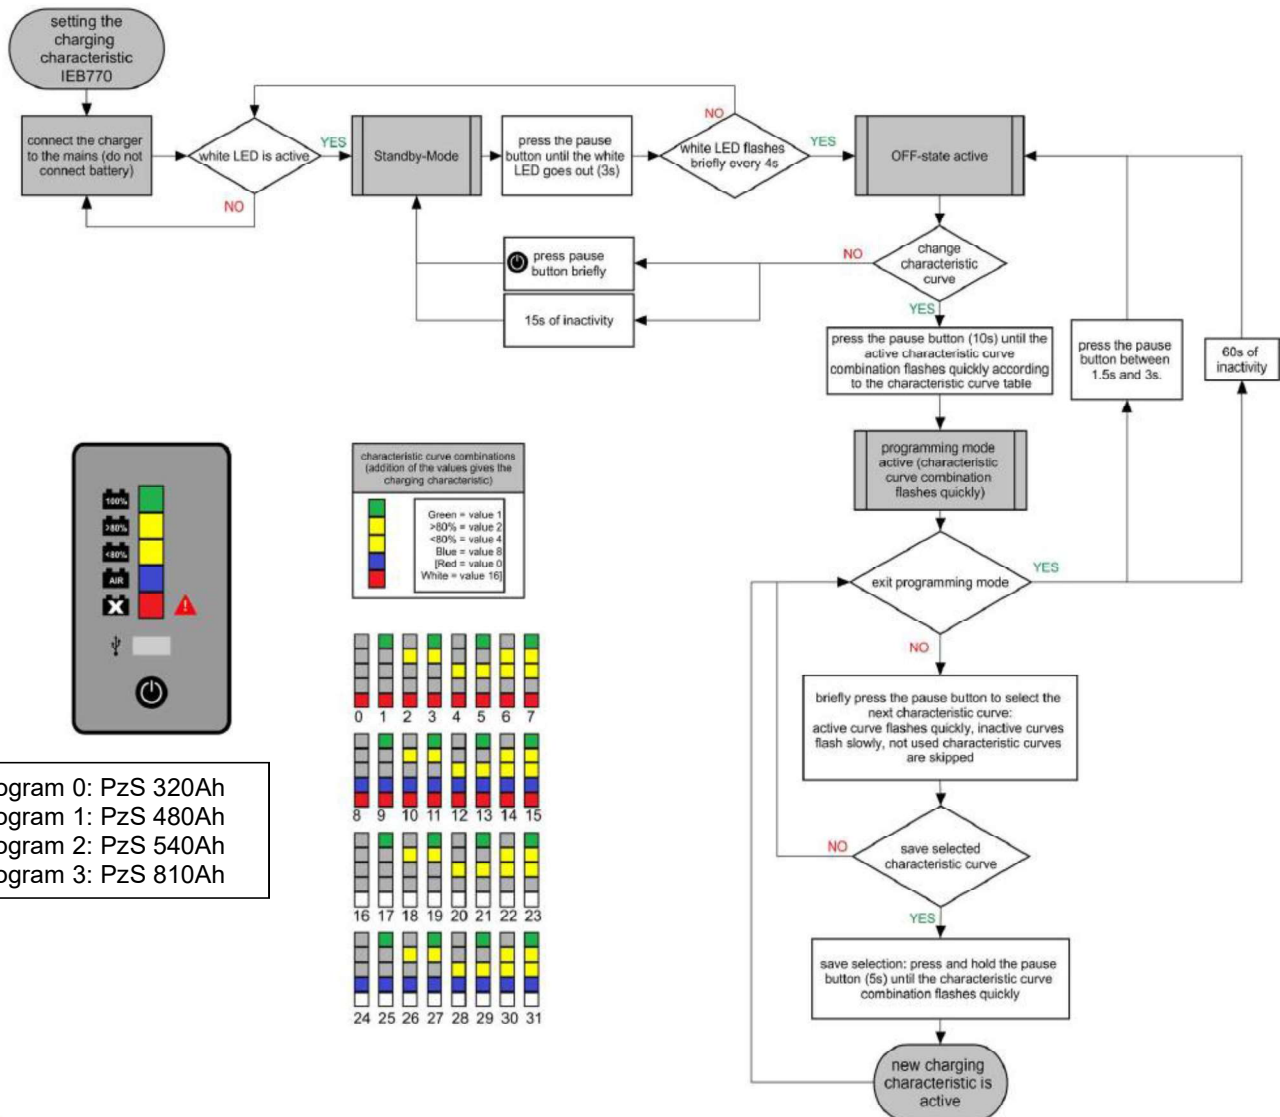 setting the
charging
characteristic
IEB770
connect the charger
to the mains (do not
connect battery)
white LED is active
YES
NO
Standby-Mode
press the pause
button until the white
LED goes out (3s)
white LED flashes
briefly every 4s
NO
YES
OFF-state active
change
characteristic
curve
NO
YES
press pause
button briefly
15s of inactivity
press the pause button (10s) until the
active characteristic curve
combination flashes quickly according
to the characteristic curve table
press the pause
button between
1.5s and 3s.
60s of
inactivity
programming mode
active (characteristic
curve combination
flashes quickly)
exit programming mode
YES
NO
briefly press the pause button to select the
next characteristic curve:
active curve flashes quickly, inactive curves
flash slowly, not used characteristic curves
are skipped
save selected
characteristic curve
NO
YES
save selection: press and hold the pause
button (5s) until the characteristic curve
combination flashes quickly
new charging
characteristic is
active
100%
>80%
<80%
AIR
characteristic curve combinations
(addition of the values gives the
charging characteristic)
Green = value 1
>80% = value 2
<80% = value 4
Blue = value 8
[Red = value 0
White = value 16]
0 1 2 3 4 5 6 7
8 9 10 11 12 13 14 15
16 17 18 19 20 21 22 23
24 25 26 27 28 29 30 31
ogram 0: PzS 320Ah
ogram 1: PzS 480Ah
ogram 2: PzS 540Ah
ogram 3: PzS 810Ah